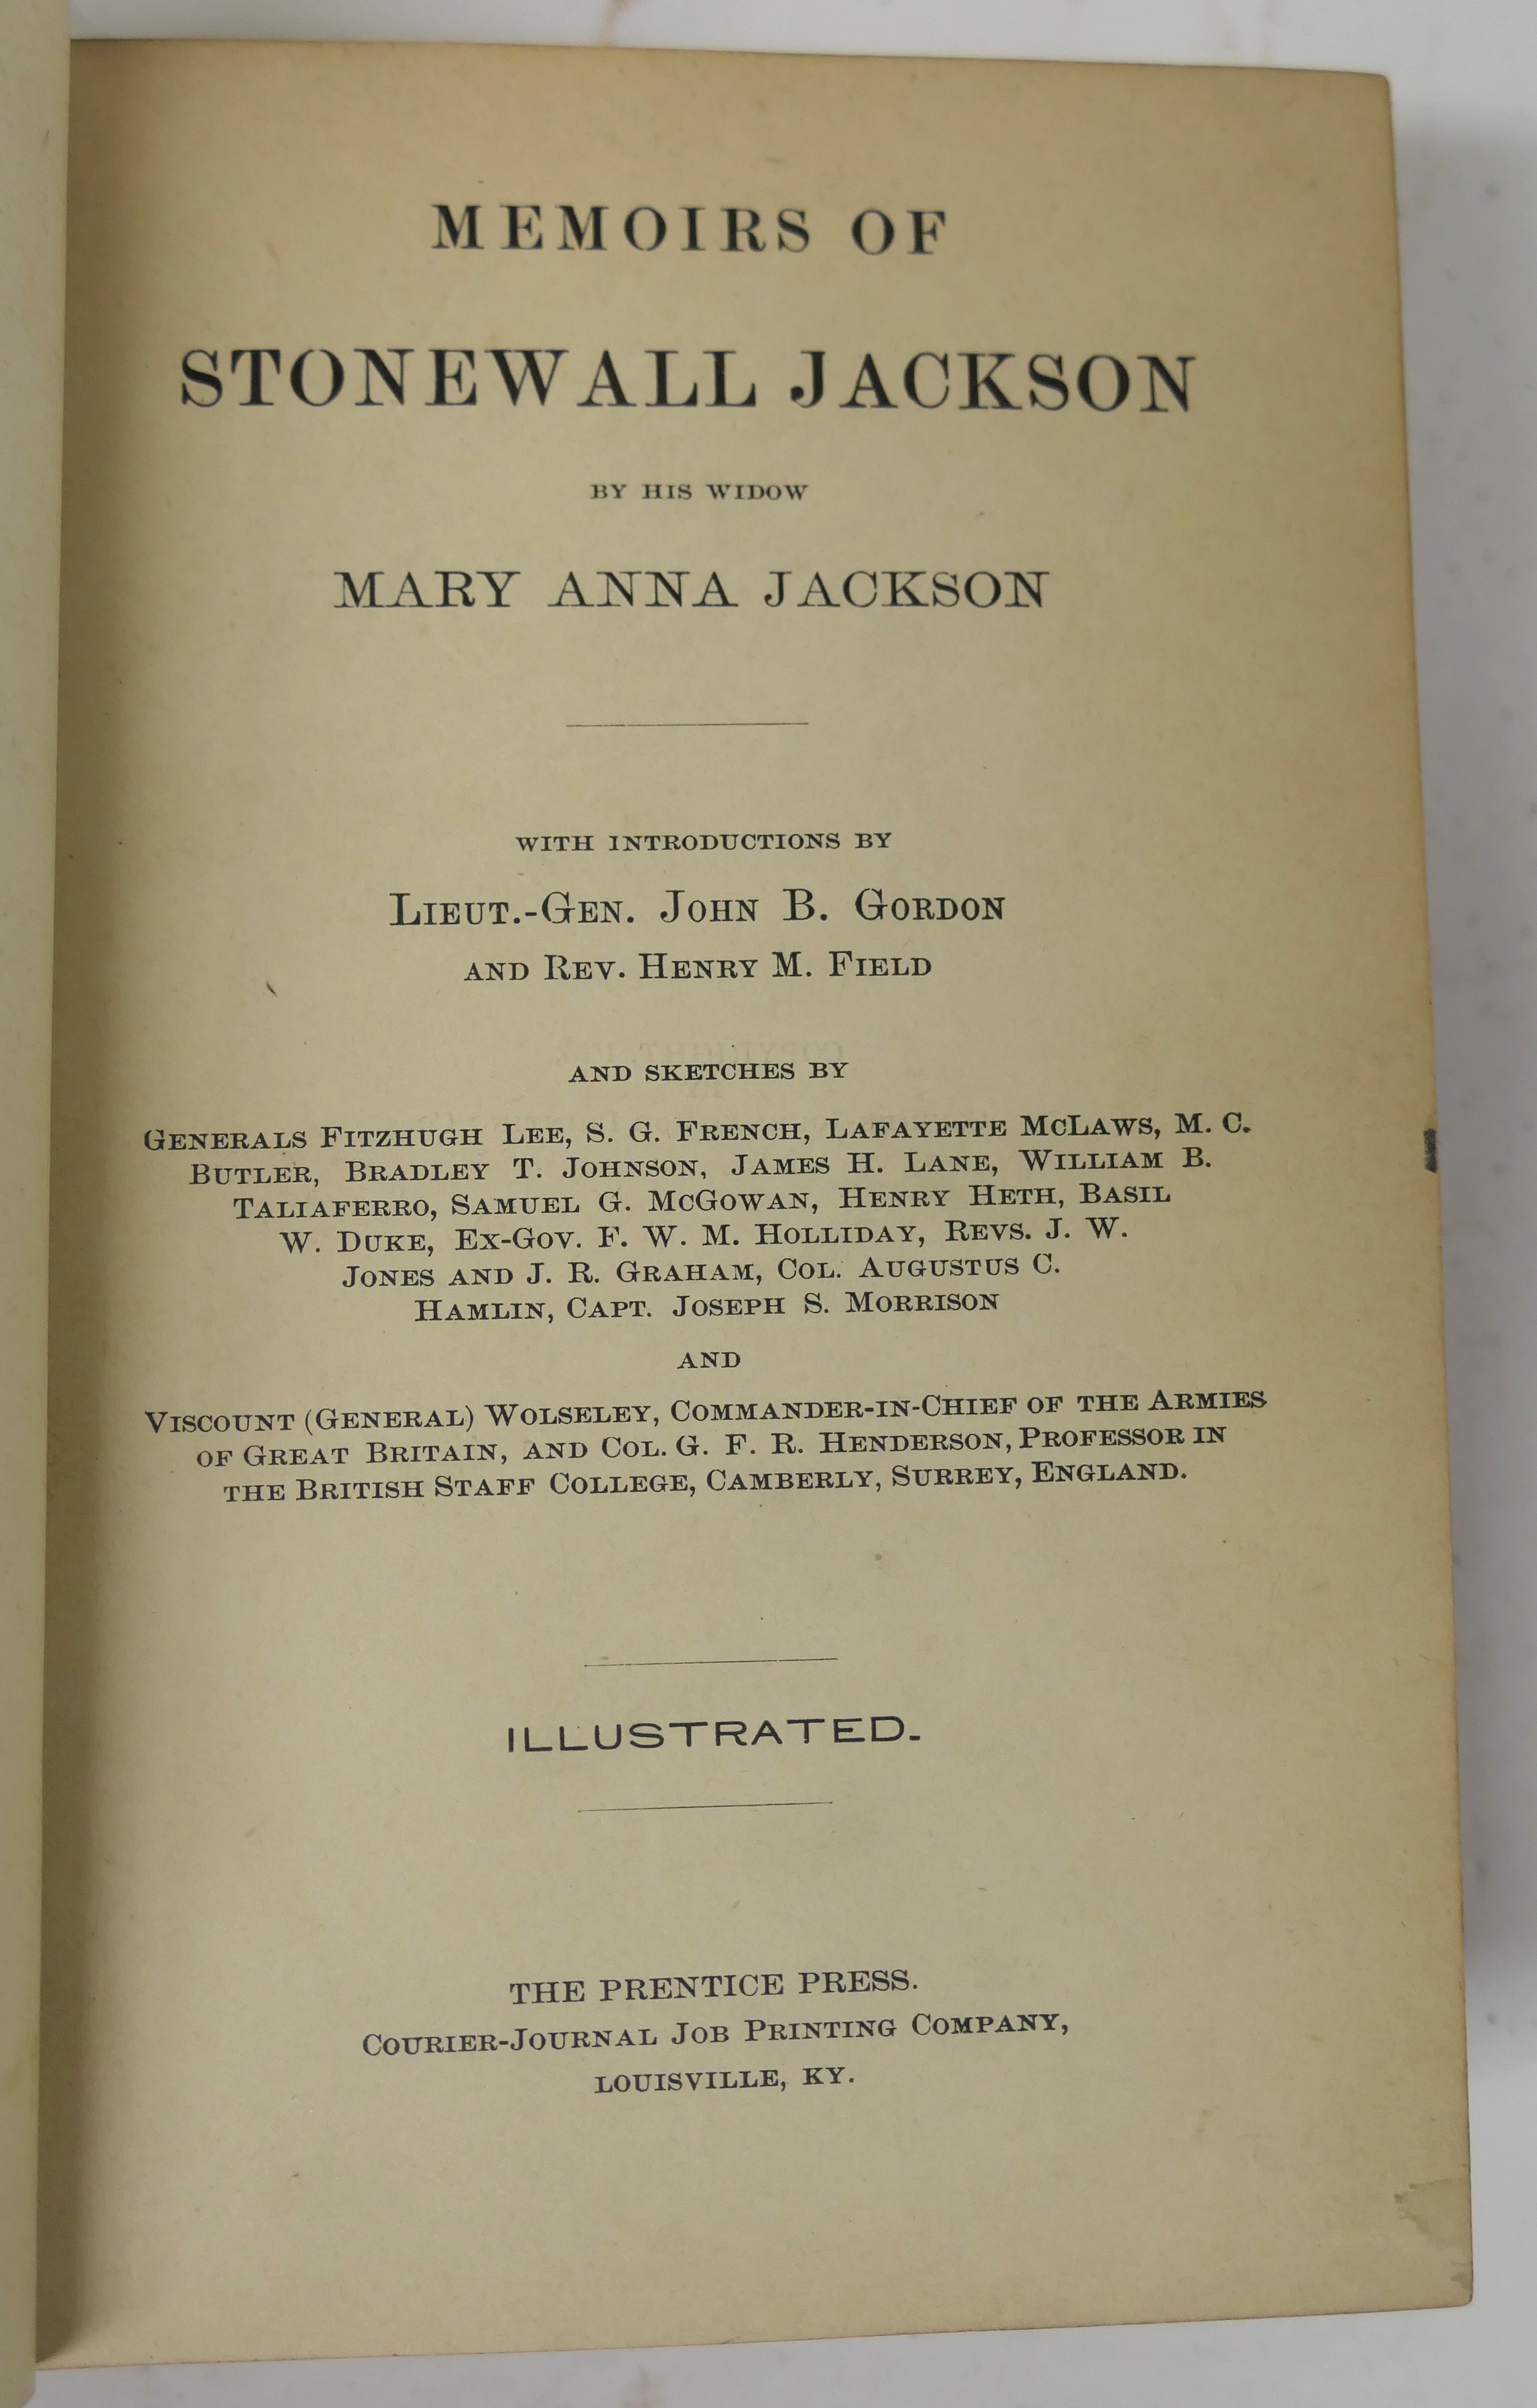 MEMOIRS OF
STONEWALL JACKSON
BY HIS WIDOW
MARY ANNA JACKSON
WITH INTRODUCTIONS BY
LIEUT.-GEN. JOHN B. GORDON
AND REV. HENRY M. FIELD
AND SKETCHES BY
GENERALS FITZHUGH LEE, S. G. FRENCH, LAFAYETTE McLAWS, M. C.
BUTLER, BRADLEY T. JOHNSON, JAMES H. LANE, WILLIAM B.
TALIAFERRO, SAMUEL G. McGOWAN, HENRY HETH, BASIL
W. DUKE, EX-GOV. F. W. M. HOLLIDAY, REVS. J. W.
JONES AND J. R. GRAHAM, COL. AUGUSTUS C.
HAMLIN, CAPT. JOSEPH S. MORRISON
AND
VISCOUNT (GENERAL) WOLSELEY, COMMANDER-IN-CHIEF OF THE ARMIES
OF GREAT BRITAIN, AND COL. G. F. R. HENDERSON, PROFESSOR IN
THE BRITISH STAFF COLLEGE, CAMBERLY, SURREY, ENGLAND.
ILLUSTRATED.
THE PRENTICE PRESS.
COURIER-JOURNAL JOB PRINTING COMPANY,
LOUISVILLE, KY.